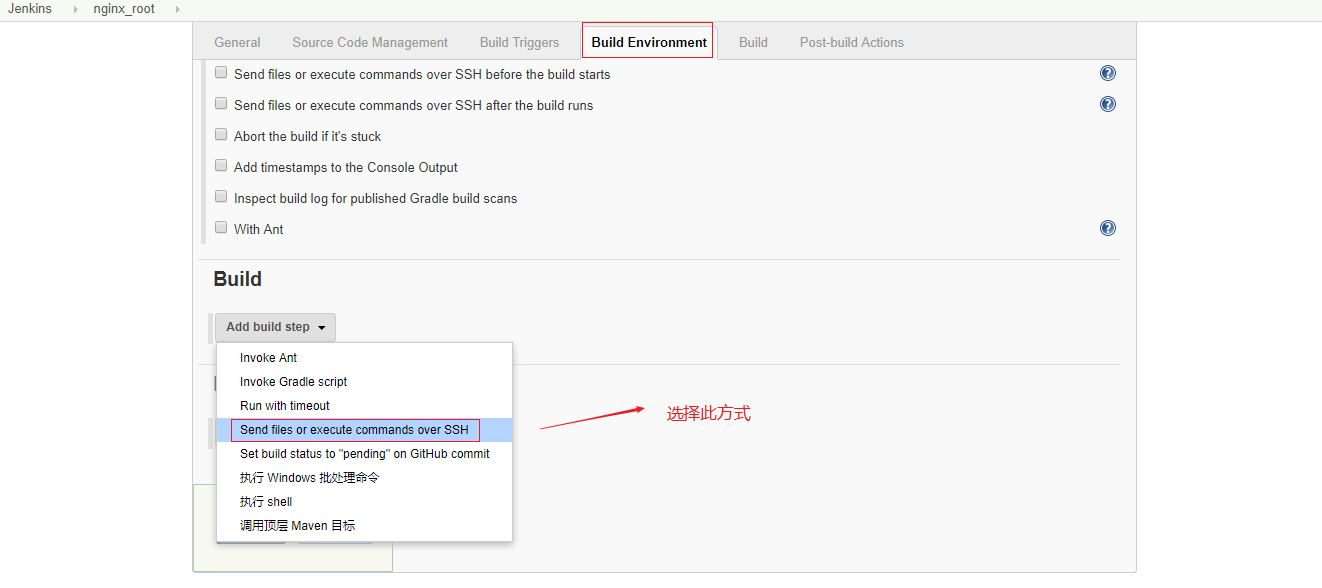 Jenkins nginx_root
General Source Code Management Build Triggers Build Environment Build Post-build Actions
Send files or execute commands over SSH before the build starts
Send files or execute commands over SSH after the build runs
Abort the build if it's stuck
Add timestamps to the Console Output
Inspect build log for published Gradle build scans
With Ant
Build
Add build step
Invoke Ant
Invoke Gradle script
Run with timeout
Send files or execute commands over SSH
选择此方式
Set build status to "pending" on GitHub commit
执行 Windows 批处理命令
执行 shell
调用顶层 Maven 目标